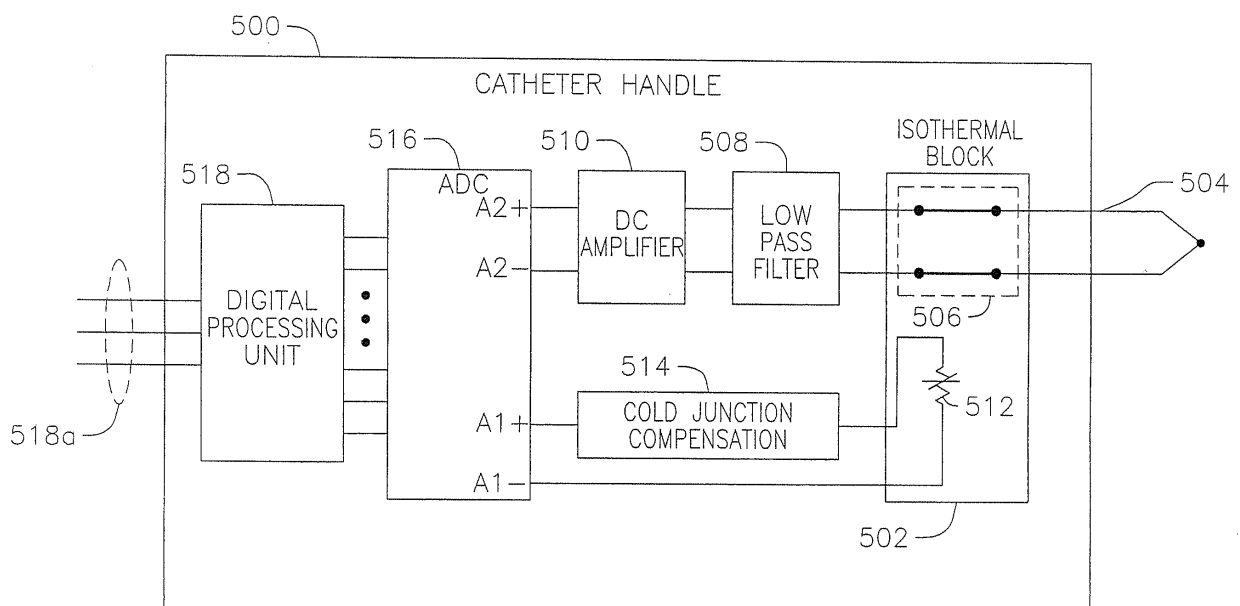 500
CATHETER HANDLE
ISOTHERMAL
BLOCK
516
510
508
518
504
ADC
A2+
A2-
DC
AMPLIFIER
LOW
PASS
FILTER
506
DIGITAL
PROCESSING
UNIT
514
512
518a
A1+
COLD JUNCTION
COMPENSATION
A1-
502